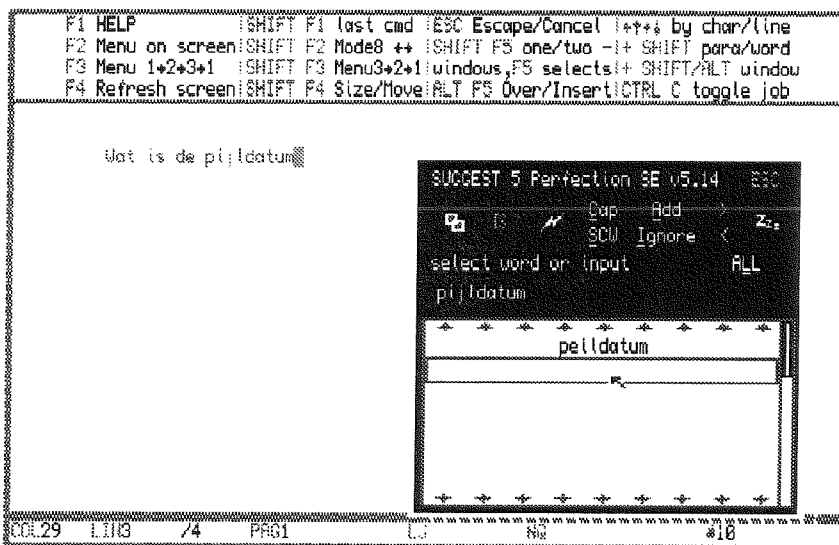 F1 HELP SHIFT F1 last cmd ESC Escape/Cancel ←↑→↓ by char/line
F2 Menu on screen SHIFT F2 Mode8 ↔ SHIFT F5 one/two -|+ SHIFT para/word
F3 Menu 1→2→3→1 SHIFT F3 Menu3→2→1 windows,F5 selects|+ SHIFT/ALT window
F4 Refresh screen SHIFT F4 Size/Move ALT F5 Over/Insert CTRL C toggle job
Wat is de pijldatum
SUGGEST 5 Perfection SE v5.14 ESC
Cap Add >
SCW Ignore < Zzz
select word or input ALL
pijldatum
peildatum
COL29 LIN3 /4 PAG1 #10